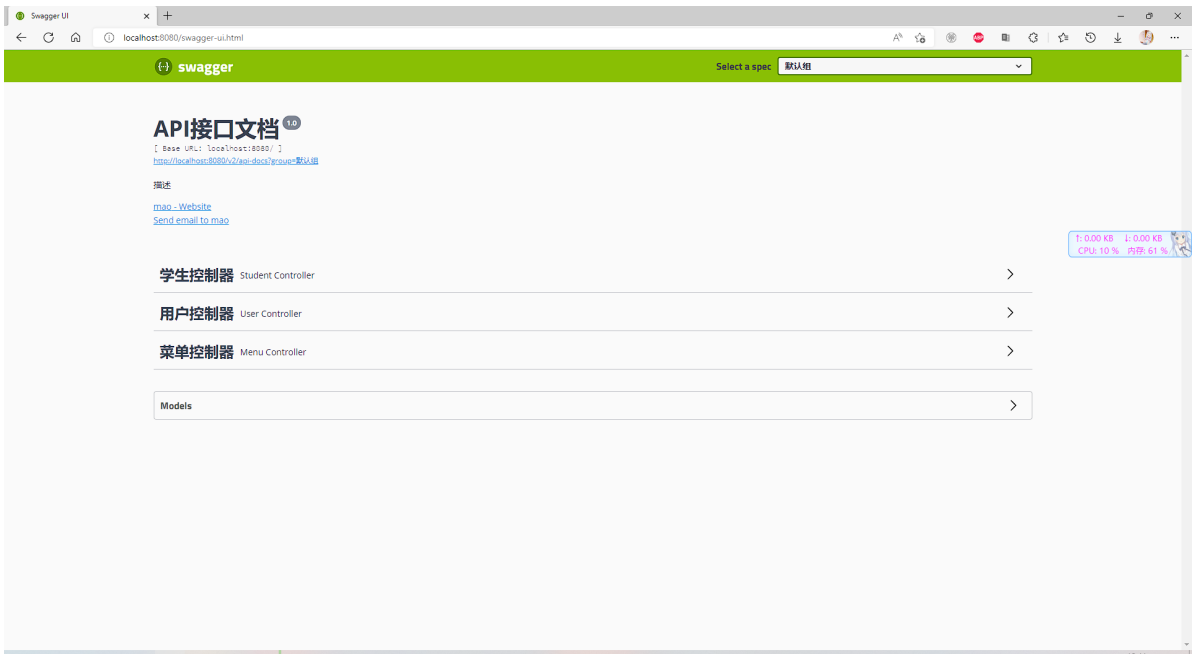 Swagger UI
localhost:8080/swagger-ui.html
swagger
Select a spec 默认组
API接口文档 1.0
[ Base URL: localhost:8080/ ]
http://localhost:8080/v2/api-docs?group=默认组
描述
mao - Website
Send email to mao
↑: 0.00 KB ↓: 0.00 KB
CPU: 10 % 内存: 61 %
学生控制器 Student Controller
用户控制器 User Controller
菜单控制器 Menu Controller
Models